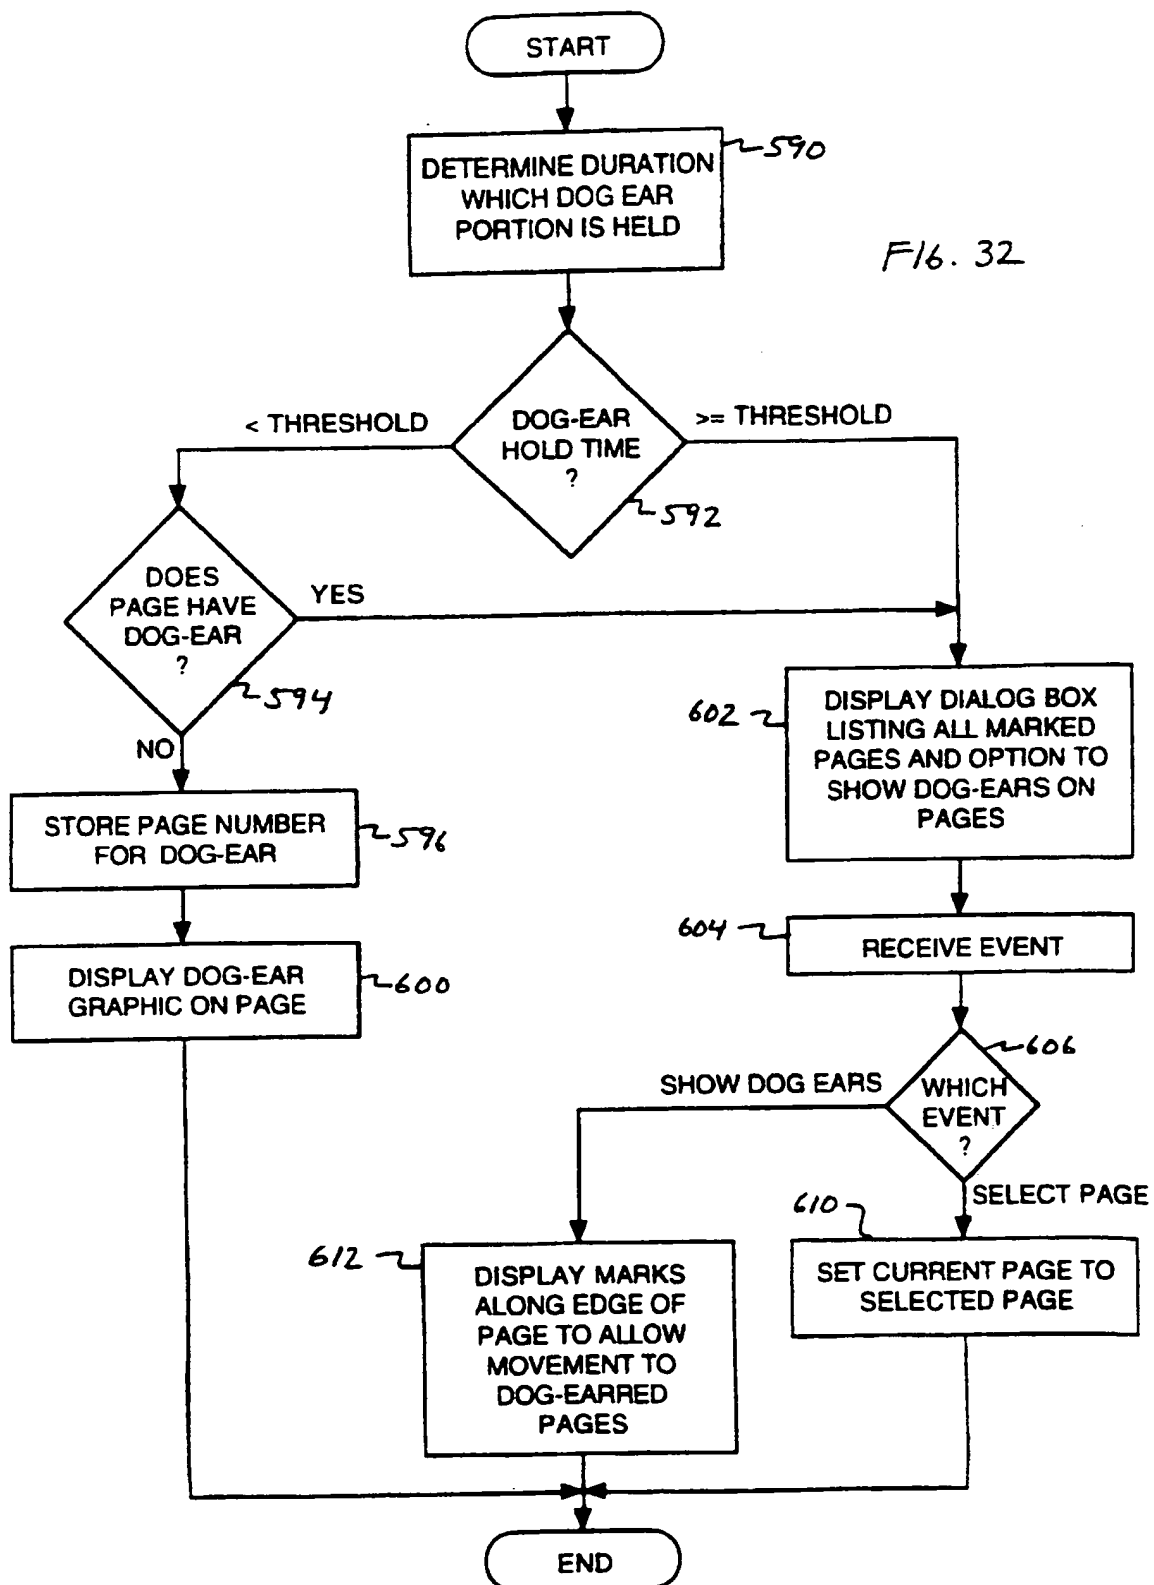 START
DETERMINE DURATION
WHICH DOG EAR
PORTION IS HELD
590
FIG. 32
< THRESHOLD
DOG-EAR
HOLD TIME
?
>= THRESHOLD
592
DOES
PAGE HAVE
DOG-EAR
?
YES
594
NO
602
DISPLAY DIALOG BOX
LISTING ALL MARKED
PAGES AND OPTION TO
SHOW DOG-EARS ON
PAGES
STORE PAGE NUMBER
FOR DOG-EAR
596
604
RECEIVE EVENT
DISPLAY DOG-EAR
GRAPHIC ON PAGE
600
606
SHOW DOG EARS
WHICH
EVENT
?
SELECT PAGE
610
SET CURRENT PAGE TO
SELECTED PAGE
612
DISPLAY MARKS
ALONG EDGE OF
PAGE TO ALLOW
MOVEMENT TO
DOG-EARRED
PAGES
END